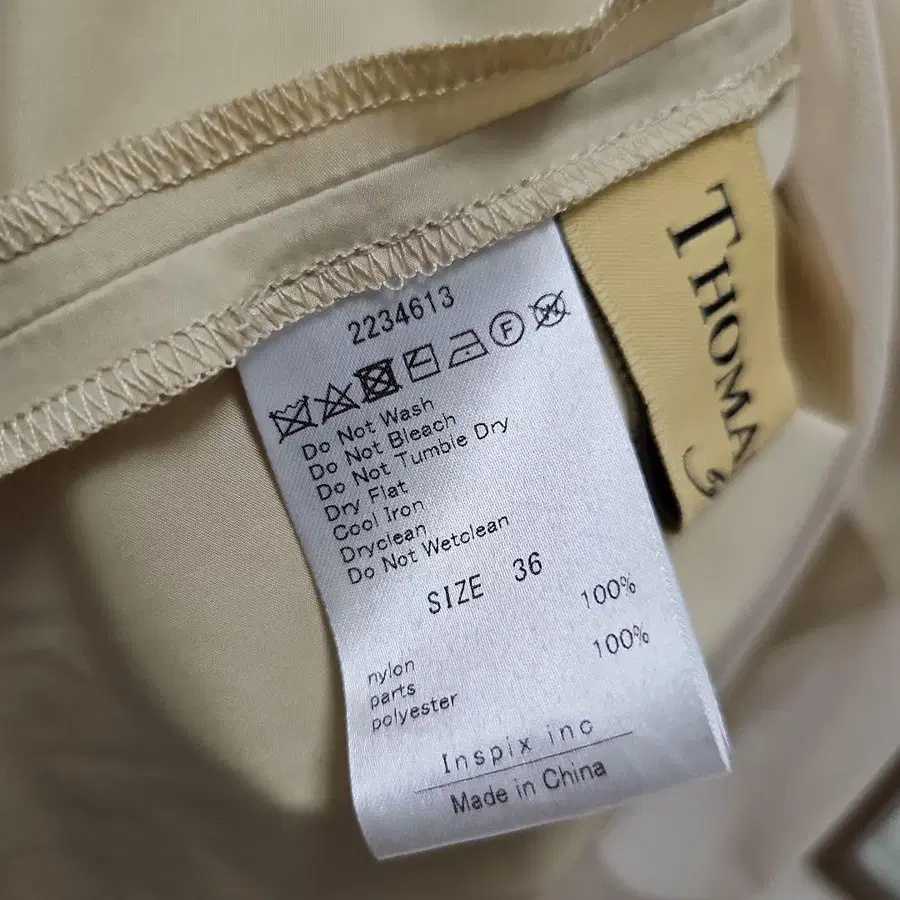 2234613
F W
Do Not Wash
Do Not Bleach
Do Not Tumble Dry
Dry Flat
Cool Iron
Dryclean
Do Not Wetclean
SIZE 36
100%
nylon
100%
parts
polyester
Inspix inc
Made in China
THOMA